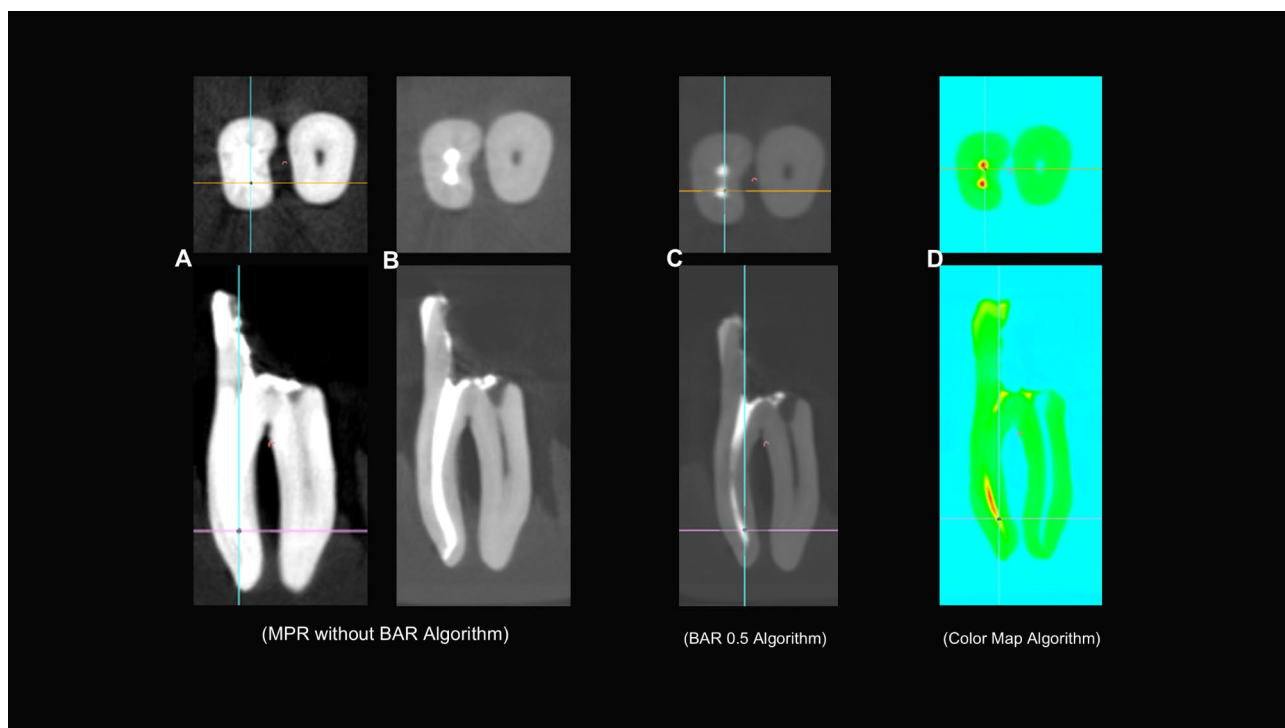 A
B
C
D
(MPR without BAR Algorithm)
(BAR 0.5 Algorithm)
(Color Map Algorithm)